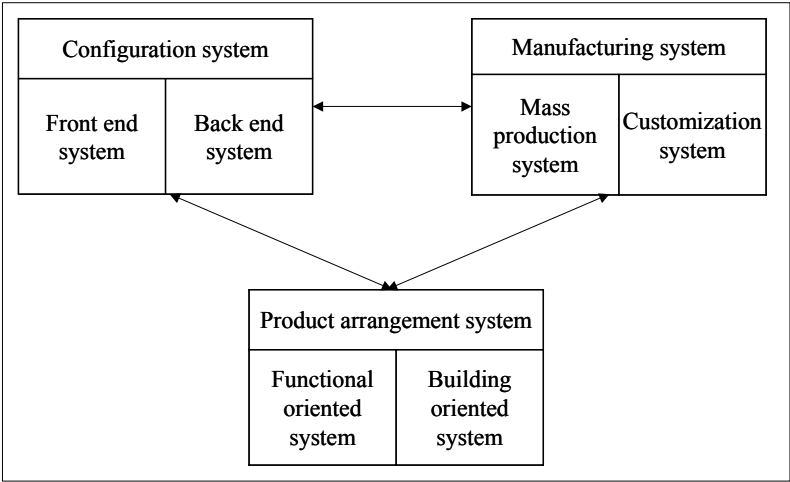 Configuration system
Front end
system
Back end
system
Manufacturing system
Mass
production
system
Customization
system
Product arrangement system
Functional
oriented
system
Building
oriented
system